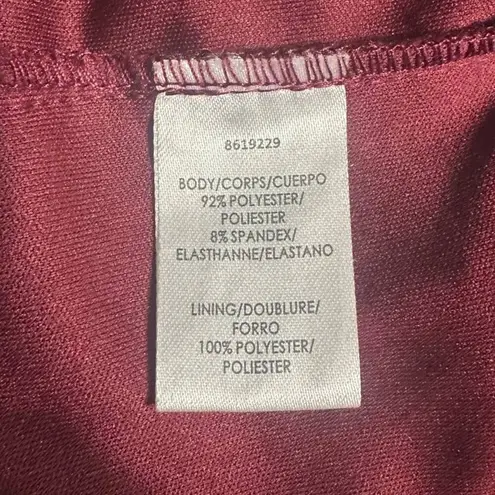 8619229
BODY/CORPS/CUERPO
92% POLYESTER/
POLIESTER
8% SPANDEX/
ELASTHANNE/ELASTANO
LINING/DOUBLURE/
FORRO
100% POLYESTER/
POLIESTER